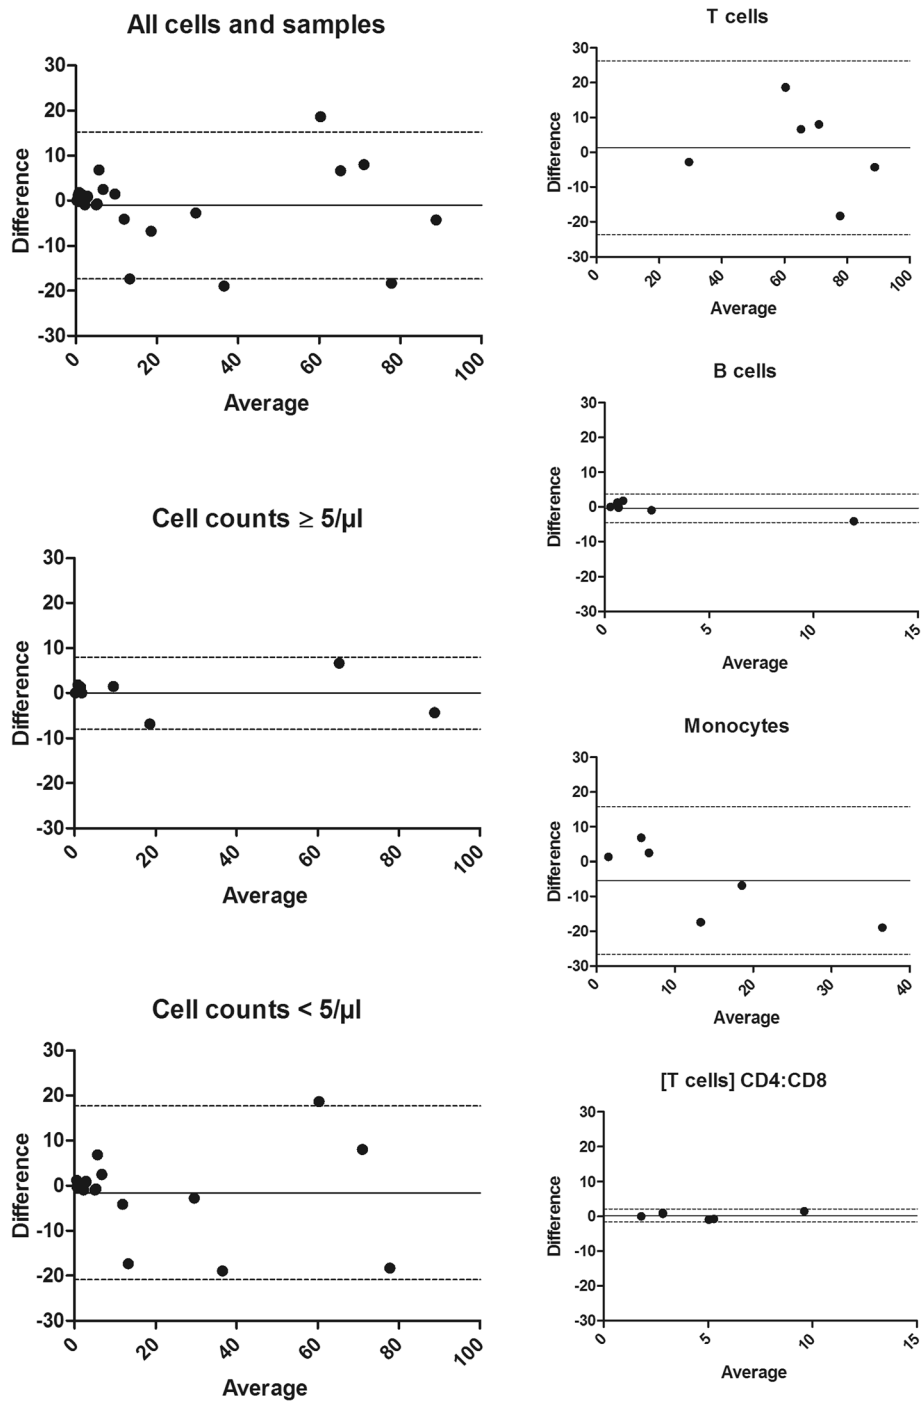 All cells and samples
30
20
10
0
-10
-20
-30
Difference
0 20 40 60 80 100
Average
Cell counts ≥ 5/µl
30
20
10
0
-10
-20
-30
Difference
0 20 40 60 80 100
Average
Cell counts < 5/µl
30
20
10
0
-10
-20
-30
Difference
0 20 40 60 80 100
Average
T cells
30
20
10
0
-10
-20
-30
Difference
0 20 40 60 80 100
Average
B cells
30
20
10
0
-10
-20
-30
Difference
0 5 10 15
Average
Monocytes
30
20
10
0
-10
-20
-30
Difference
0 10 20 30 40
Average
[T cells] CD4:CD8
30
20
10
0
-10
-20
-30
Difference
0 5 10 15
Average